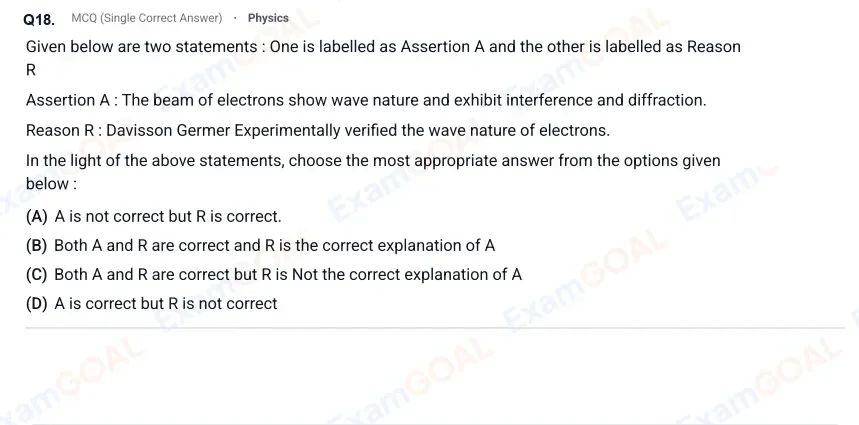 Q18. MCQ (Single Correct Answer) · Physics
Given below are two statements : One is labelled as Assertion A and the other is labelled as Reason
R
Assertion A : The beam of electrons show wave nature and exhibit interference and diffraction.
Reason R : Davisson Germer Experimentally verified the wave nature of electrons.
In the light of the above statements, choose the most appropriate answer from the options given
below :
(A) A is not correct but R is correct.
(B) Both A and R are correct and R is the correct explanation of A
(C) Both A and R are correct but R is Not the correct explanation of A
(D) A is correct but R is not correct
ExamGOAL
ExamGOAL
ExamGOAL